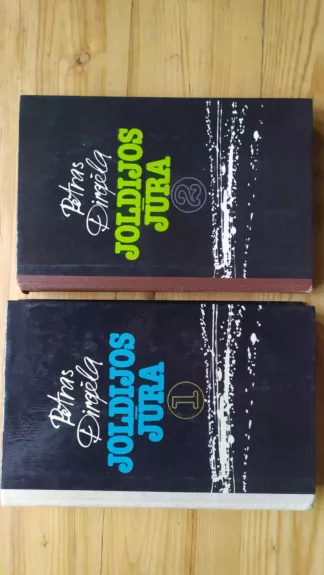 Petras
Dirgėla
JOLDIJOS
JŪRA
2
Petras
Dirgėla
JOLDIJOS
JŪRA
1